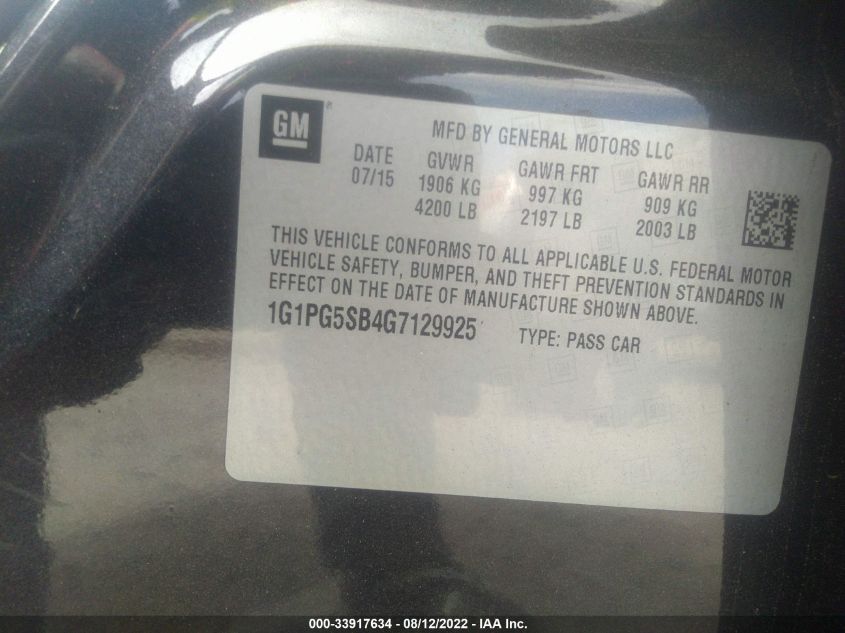 GM ®
MFD BY GENERAL MOTORS LLC
DATE GVWR GAWR FRT GAWR RR
07/15 1906 KG 997 KG 909 KG
4200 LB 2197 LB 2003 LB
THIS VEHICLE CONFORMS TO ALL APPLICABLE U.S. FEDERAL MOTOR
VEHICLE SAFETY, BUMPER, AND THEFT PREVENTION STANDARDS IN
EFFECT ON THE DATE OF MANUFACTURE SHOWN ABOVE.
1G1PG5SB4G7129925 TYPE: PASS CAR
000-33917634 - 08/12/2022 - IAA Inc.